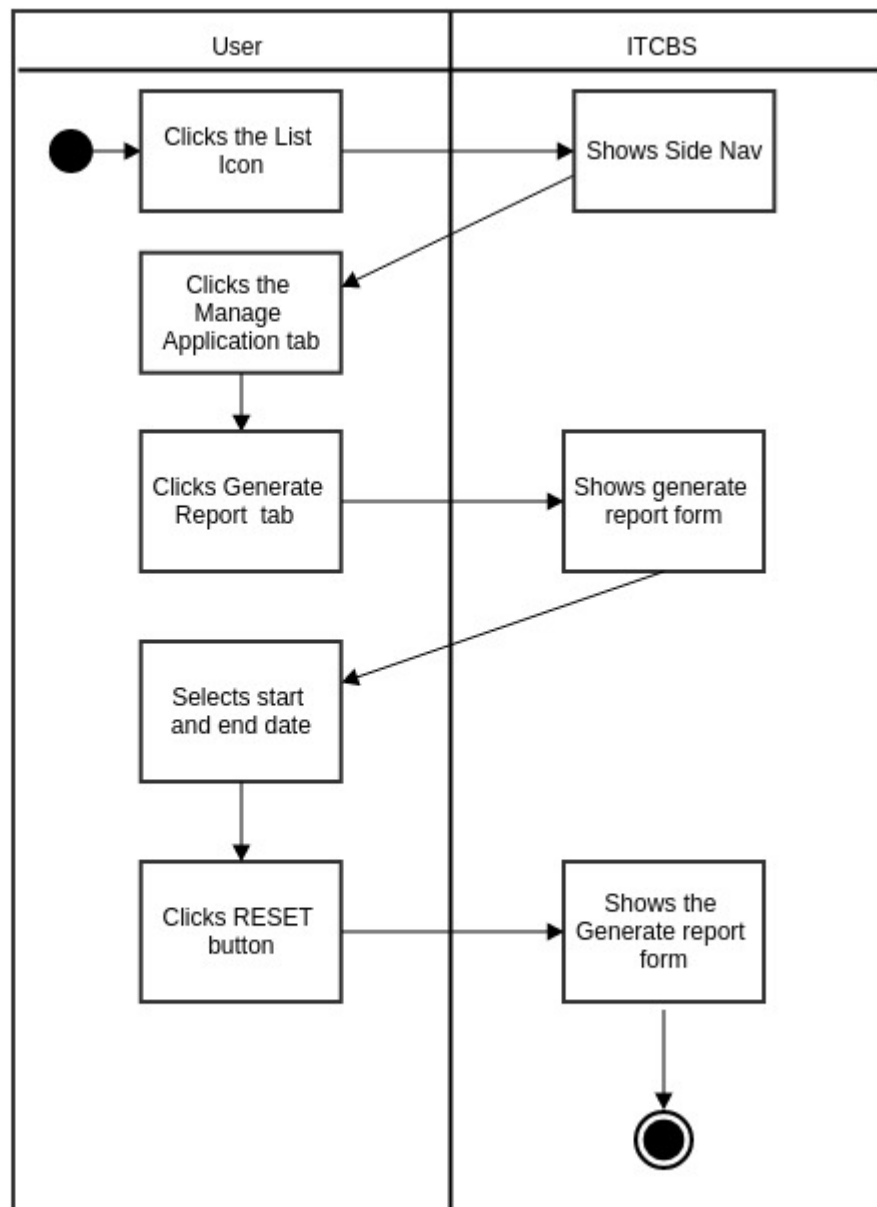 User
ITCBS
Clicks the List
Icon
Shows Side Nav
Clicks the
Manage
Application tab
Clicks Generate
Report  tab
Shows generate
report form
Selects start
and end date
Clicks RESET
button
Shows the
Generate report
form